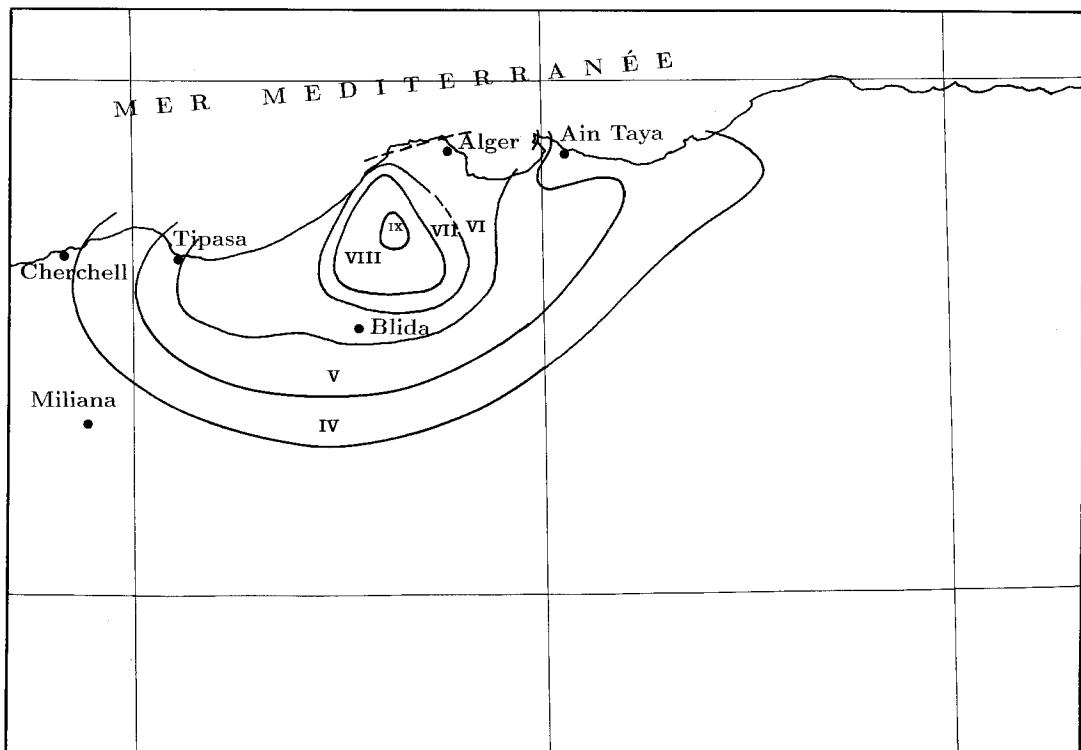 MER MEDITERRANÉE
Alger
Ain Taya
IX
VII
VI
Tipasa
VIII
Cherchell
Blida
V
Miliana
IV